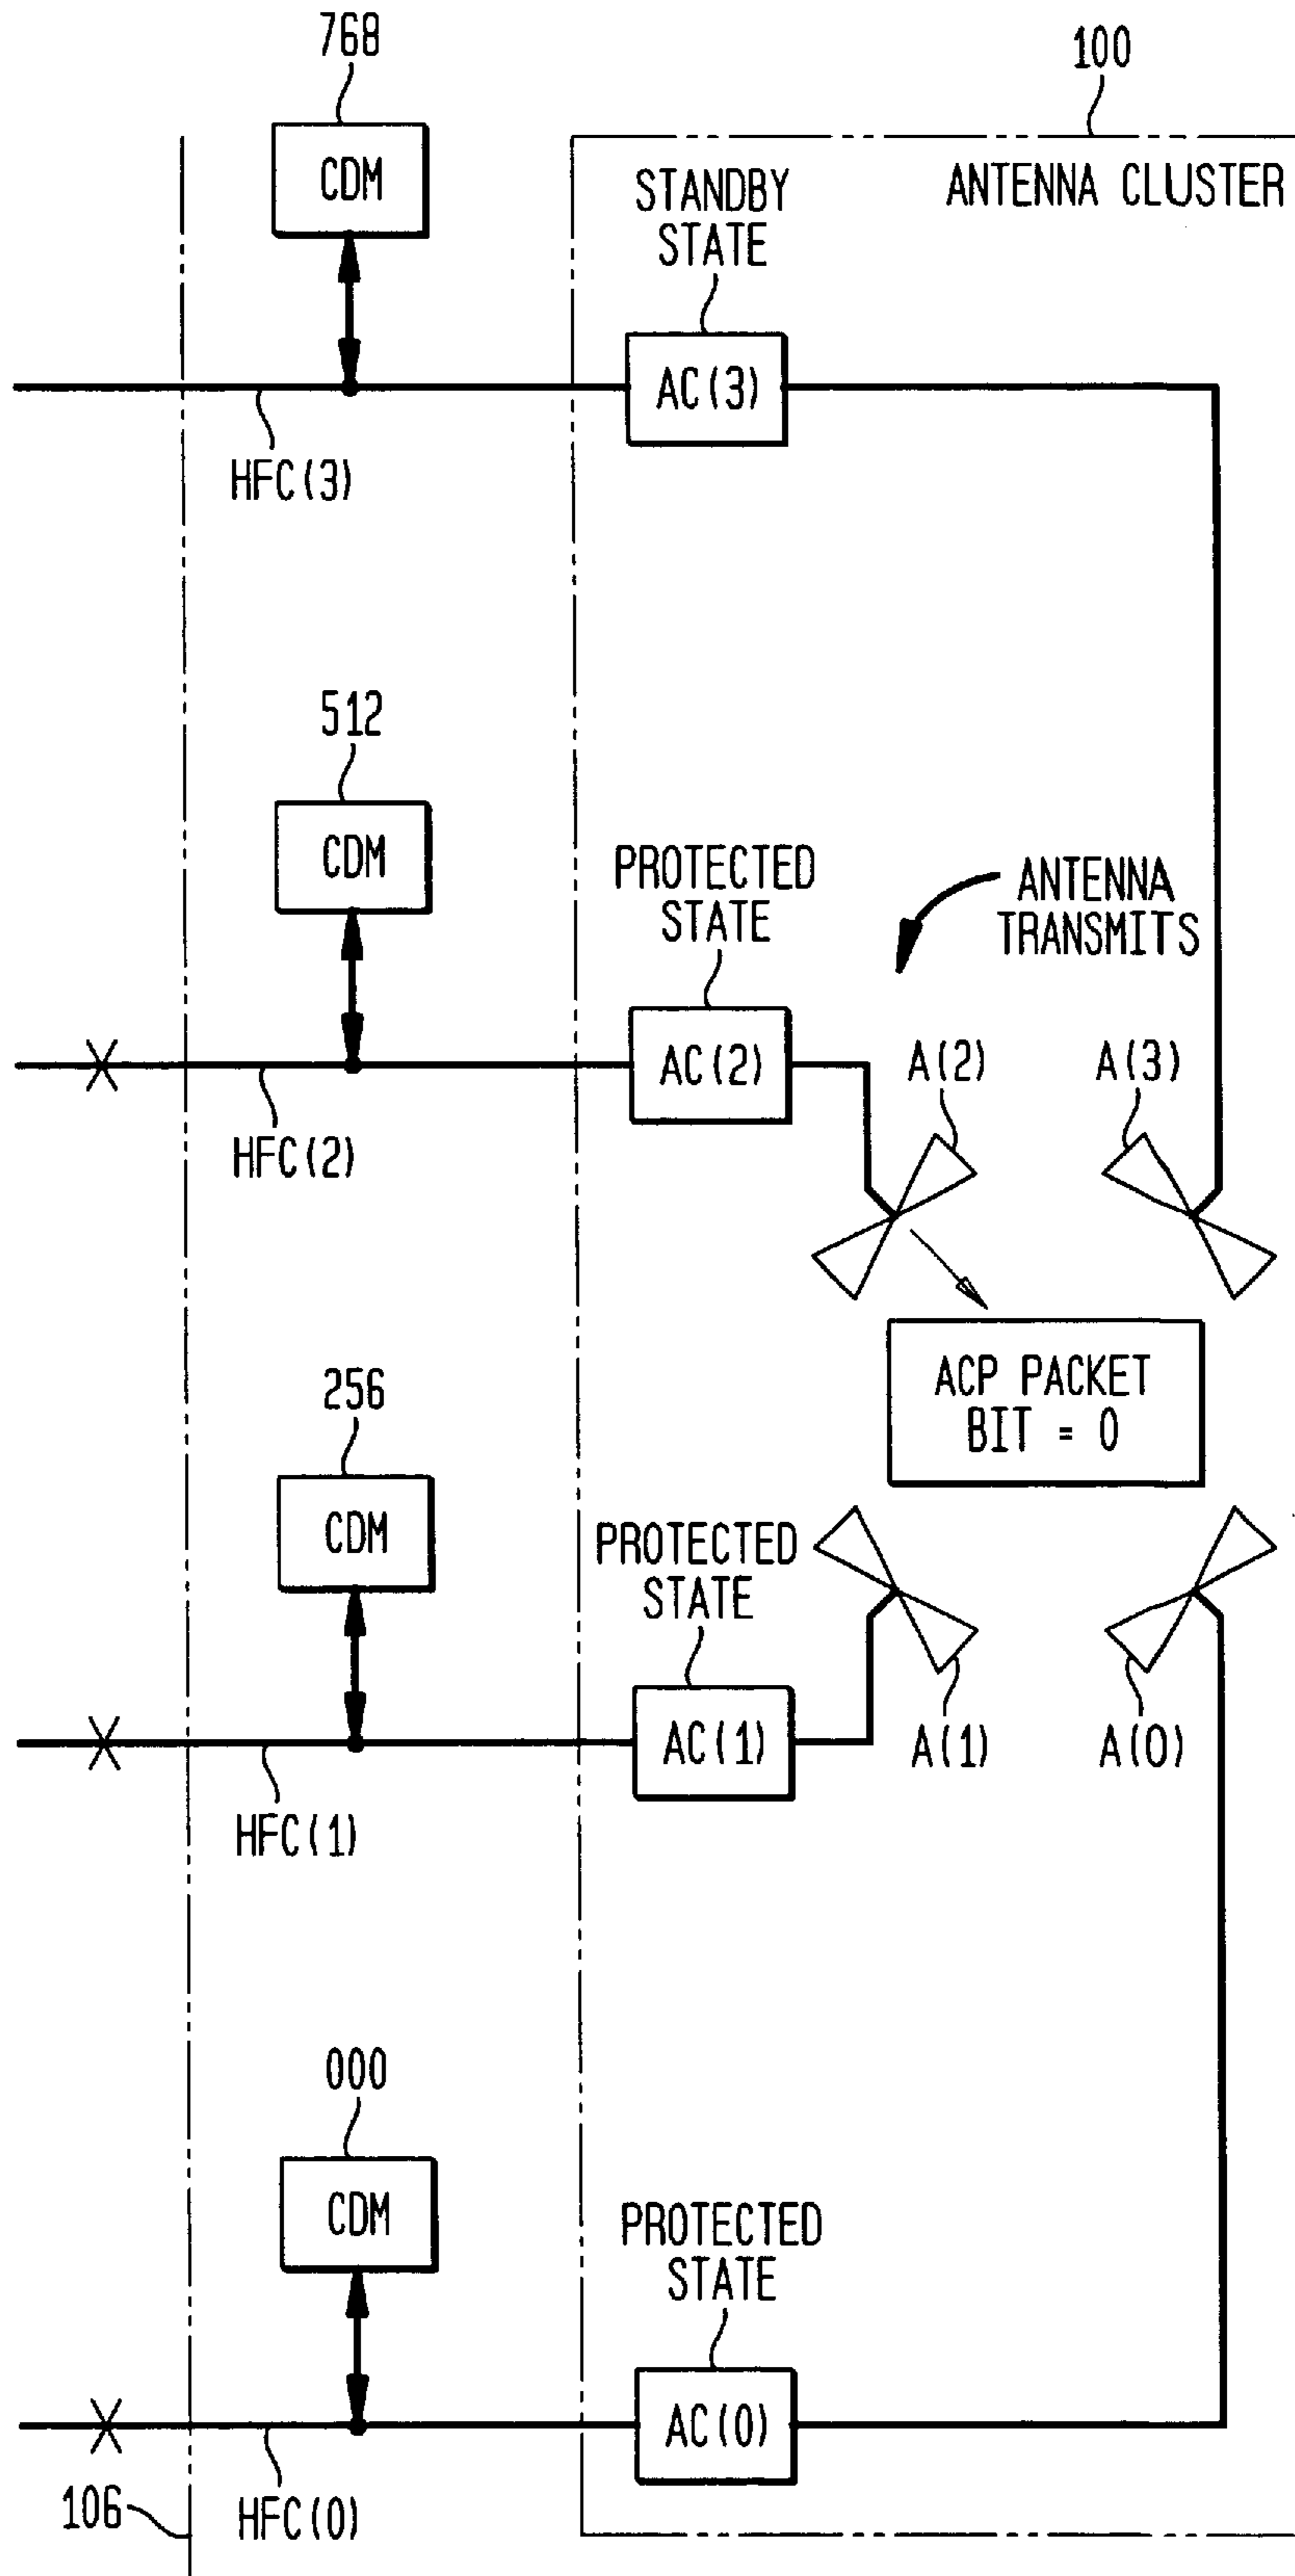 768
100
CDM
ANTENNA CLUSTER
STANDBY
STATE
AC(3)
HFC(3)
512
CDM
PROTECTED
STATE
ANTENNA
TRANSMITS
AC(2)
A(2)
A(3)
HFC(2)
ACP PACKET
BIT = 0
256
CDM
PROTECTED
STATE
AC(1)
A(1)
A(0)
HFC(1)
000
CDM
PROTECTED
STATE
AC(0)
106
HFC(0)